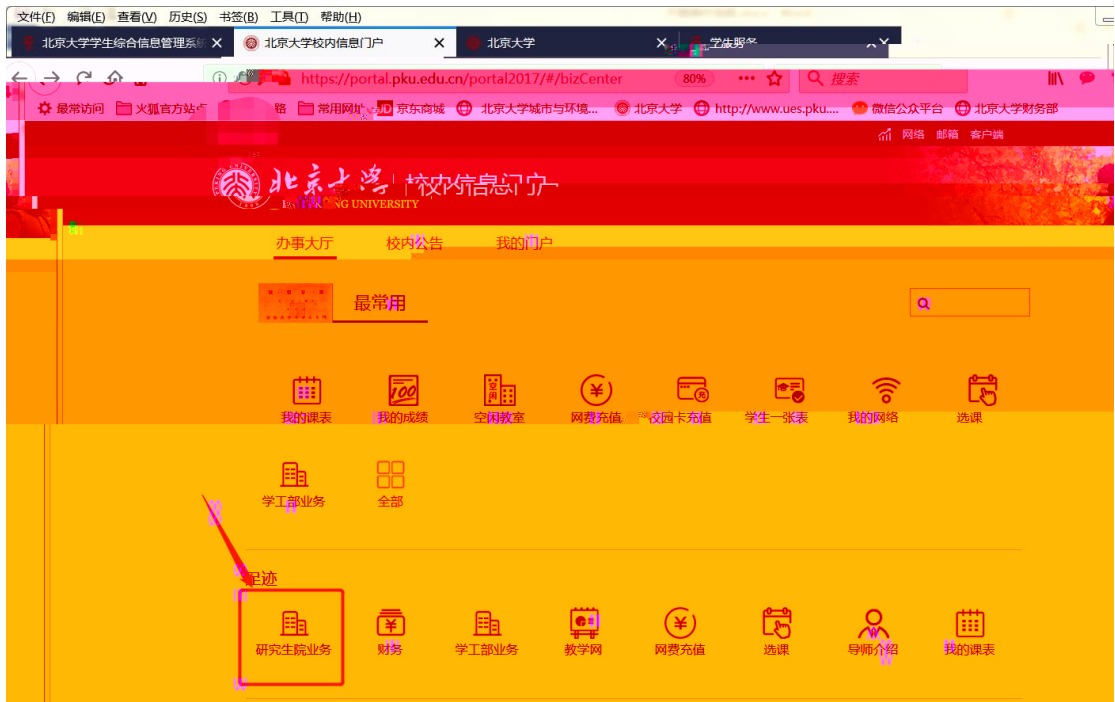 文件(F) 编辑(E) 查看(V) 历史(S) 书签(B) 工具(T) 帮助(H)
北京大学学生综合信息管理系统 北京大学校内信息门户 北京大学
https://portal.pku.edu.cn/portal2017/#/bizCenter 80% 搜索
最常访问 火狐官方站点 常用网址 JD 京东商城 北京大学城市与环境... 北京大学 http://www.ues.pku.... 微信公众平台 北京大学财务部
网络 邮箱 客户端
北京大学 校内信息门户
UNIVERSITY
办事大厅 校内公告 我的门户
最常用
我的课表 我的成绩 空闲教室 网费充值 校园卡充值 学生一张表 我的网络 选课
学工部业务 全部
足迹
研究生院业务 财务 学工部业务 教学网 网费充值 选课 导师介绍 我的课表